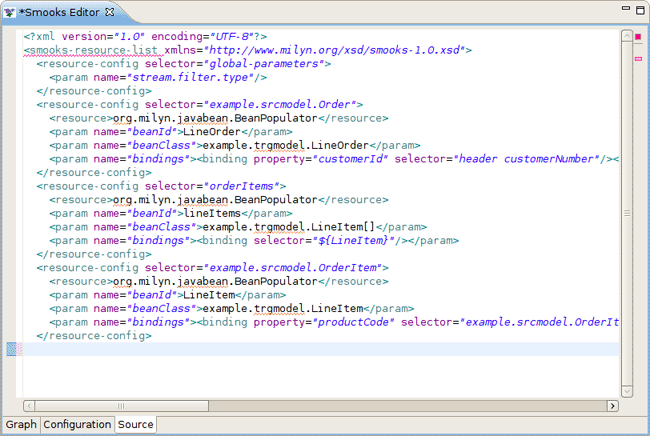 *Smooks Editor
<?xml version="1.0" encoding="UTF-8"?>
<smooks-resource-list xmlns="http://www.milyn.org/xsd/smooks-1.0.xsd">
<resource-config selector="global-parameters">
<param name="stream.filter.type"/>
</resource-config>
<resource-config selector="example.srcmodel.Order">
<resource>org.milyn.javabean.BeanPopulator</resource>
<param name="beanId">LineOrder</param>
<param name="beanClass">example.trgmodel.LineOrder</param>
<param name="bindings"><binding property="customerId" selector="header customerNumber"/><
</resource-config>
<resource-config selector="orderItems">
<resource>org.milyn.javabean.BeanPopulator</resource>
<param name="beanId">lineItems</param>
<param name="beanClass">example.trgmodel.LineItem[]</param>
<param name="bindings"><binding selector="${LineItem}"/></param>
</resource-config>
<resource-config selector="example.srcmodel.OrderItem">
<resource>org.milyn.javabean.BeanPopulator</resource>
<param name="beanId">LineItem</param>
<param name="beanClass">example.trgmodel.LineItem</param>
<param name="bindings"><binding property="productCode" selector="example.srcmodel.OrderIt
</resource-config>
Graph Configuration Source